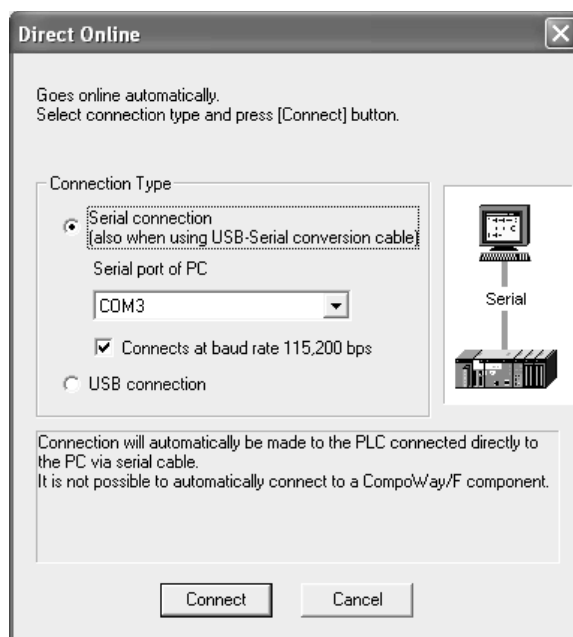 Direct Online
Goes online automatically.
Select connection type and press [Connect] button.
Connection Type
Serial connection
(also when using USB-Serial conversion cable)
Serial port of PC
COM3
Connects at baud rate 115,200 bps
USB connection
Serial
Connection will automatically be made to the PLC connected directly to
the PC via serial cable.
It is not possible to automatically connect to a CompoWay/F component.
Connect
Cancel